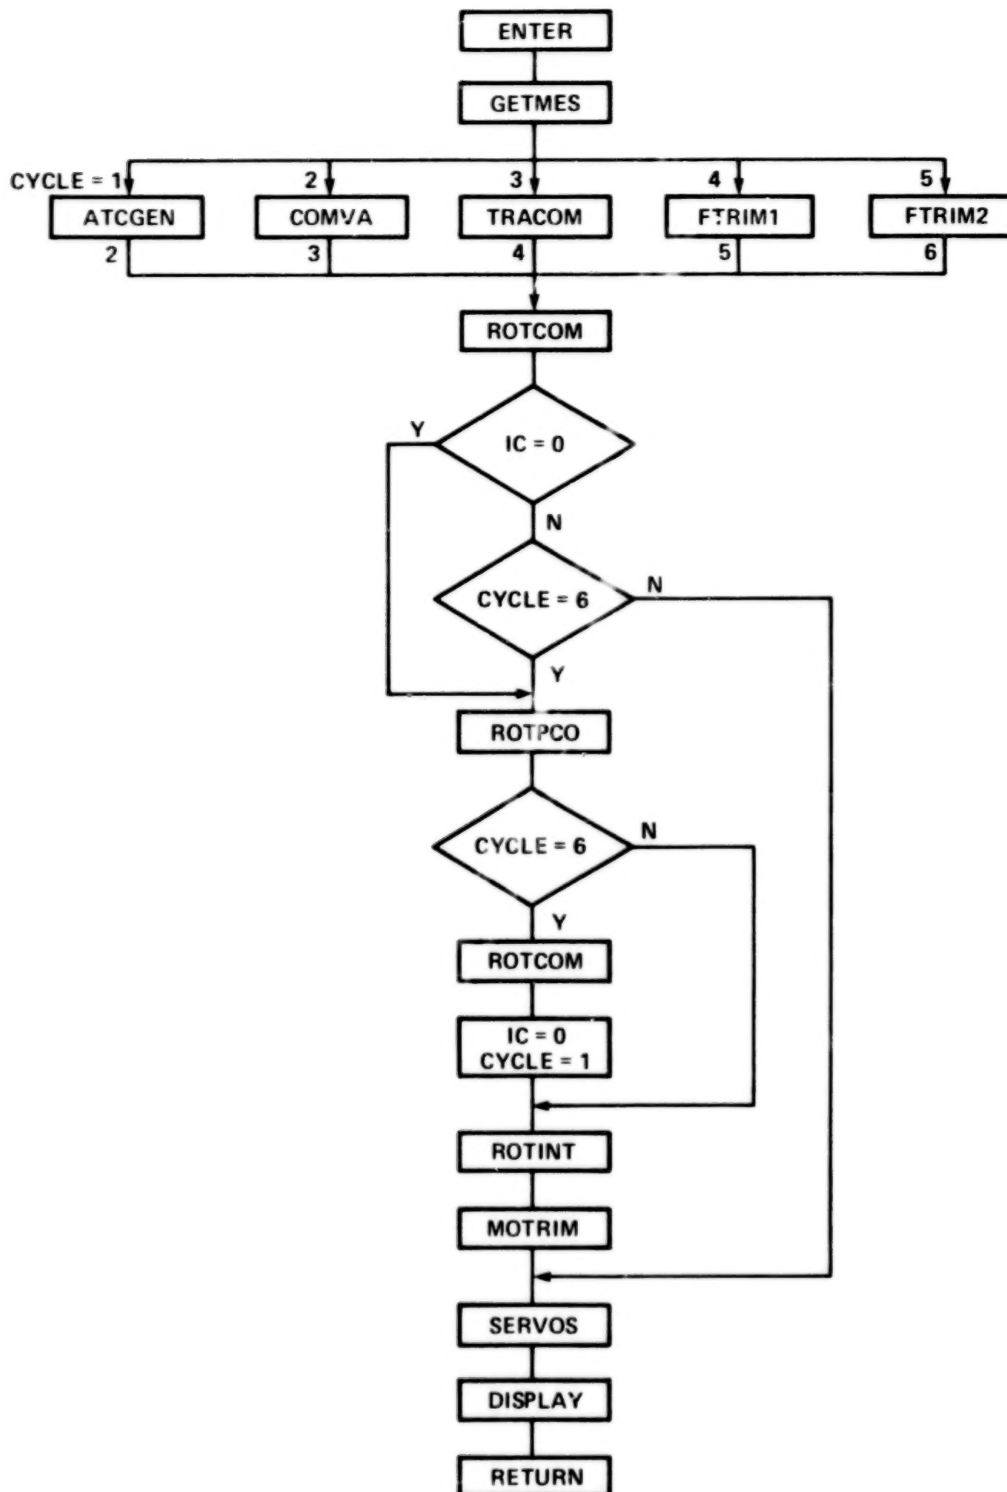 ENTER
GETMES
CYCLE = 1 2 3 4 5
ATCGEN COMVA TRACOM FTRIM1 FTRIM2
2 3 4 5 6
ROTCOM
Y IC = 0
N
CYCLE = 6 N
Y
ROTPCO
CYCLE = 6 N
Y
ROTCOM
IC = 0
CYCLE = 1
ROTINT
MOTRIM
SERVOS
DISPLAY
RETURN